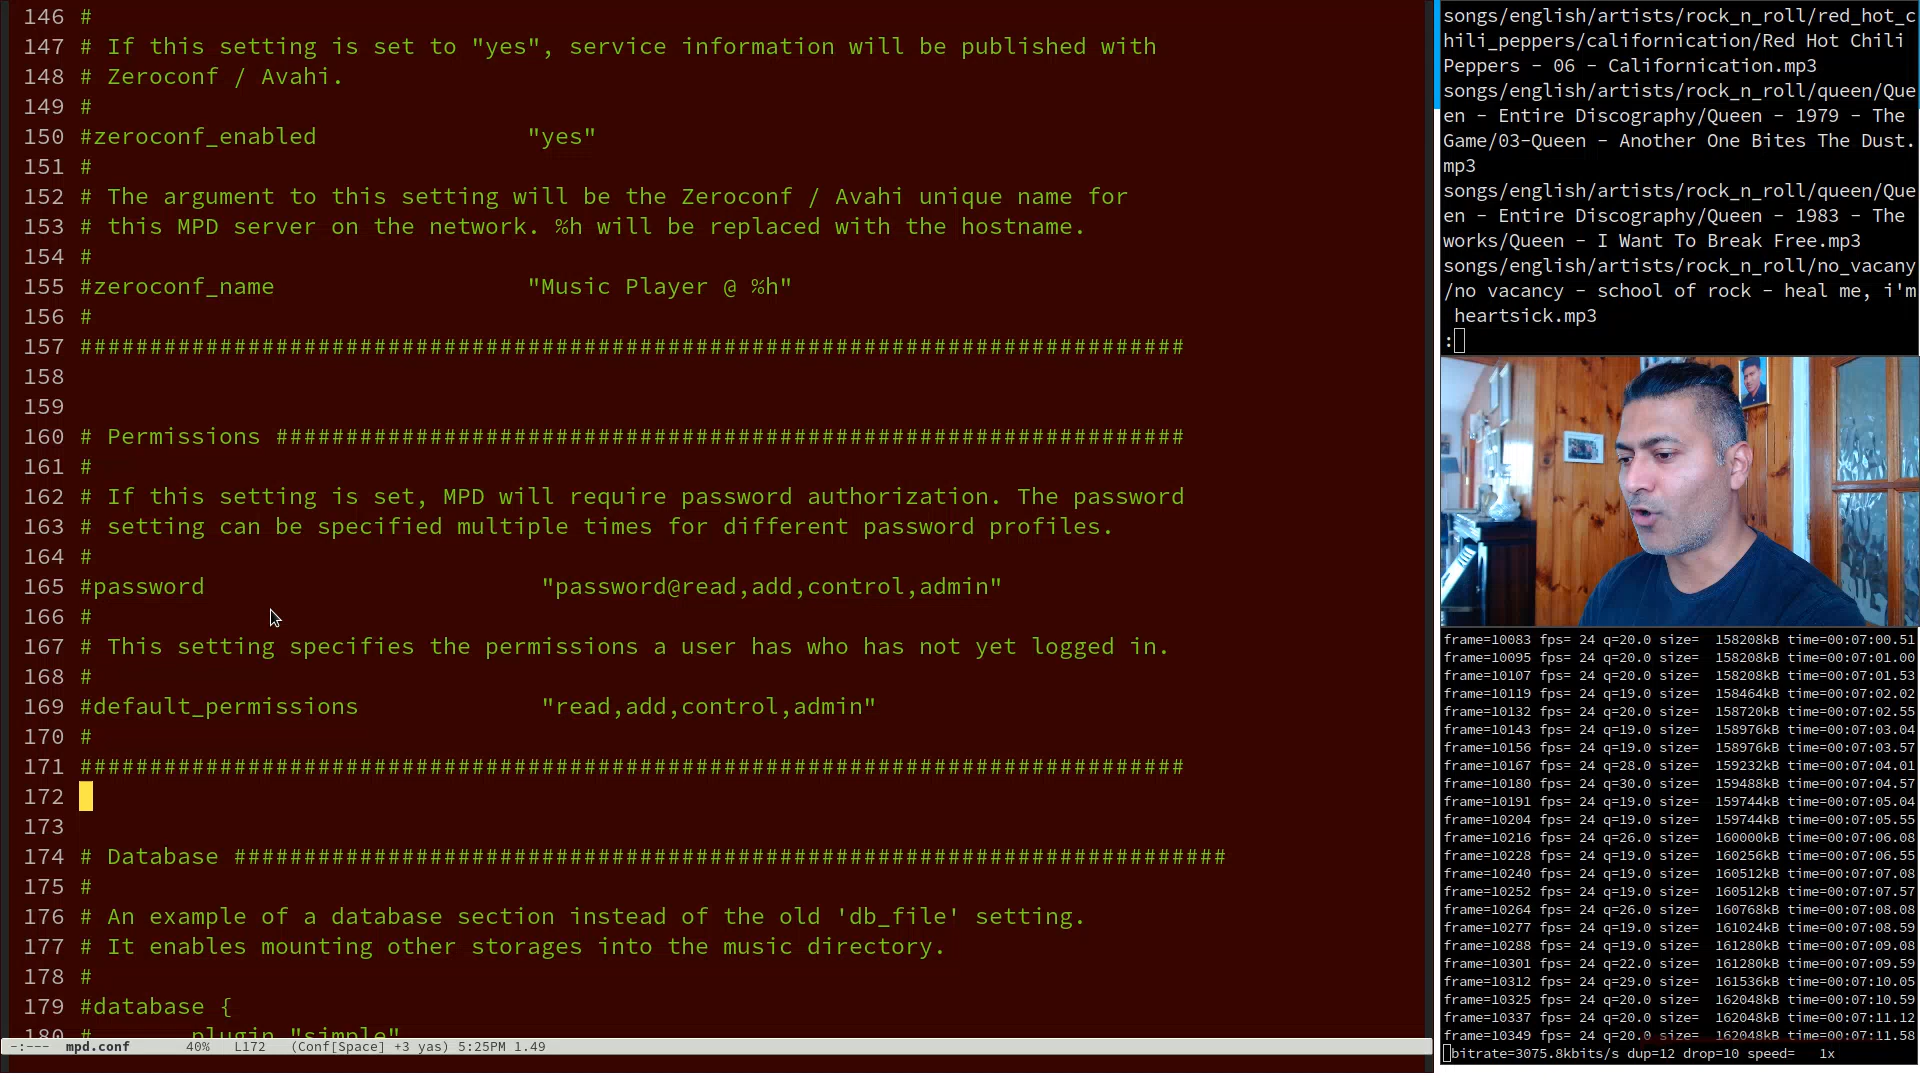 146 #
147 # If this setting is set to "yes", service information will be published with
148 # Zeroconf / Avahi.
149 #
150 #zeroconf_enabled "yes"
151 #
152 # The argument to this setting will be the Zeroconf / Avahi unique name for
153 # this MPD server on the network. %h will be replaced with the hostname.
154 #
155 #zeroconf_name "Music Player @ %h"
156 #
157 ###############################################################################
158
159
160 # Permissions #################################################################
161 #
162 # If this setting is set, MPD will require password authorization. The password
163 # setting can be specified multiple times for different password profiles.
164 #
165 #password "password@read,add,control,admin"
166 #
167 # This setting specifies the permissions a user has who has not yet logged in.
168 #
169 #default_permissions "read,add,control,admin"
170 #
171 ###############################################################################
172
173
174 # Database #######################################################################
175 #
176 # An example of a database section instead of the old 'db_file' setting.
177 # It enables mounting other storages into the music directory.
178 #
179 #database {
180 # plugin "simple"
-:--- mpd.conf 40% L172 (Conf[Space] +3 yas) 5:25PM 1.49
songs/english/artists/rock_n_roll/red_hot_c
hili_peppers/californication/Red Hot Chili
Peppers - 06 - Californication.mp3
songs/english/artists/rock_n_roll/queen/Que
en - Entire Discography/Queen - 1979 - The
Game/03-Queen - Another One Bites The Dust.
mp3
songs/english/artists/rock_n_roll/queen/Que
en - Entire Discography/Queen - 1983 - The
works/Queen - I Want To Break Free.mp3
songs/english/artists/rock_n_roll/no_vacany
/no vacancy - school of rock - heal me, i'm
heartsick.mp3
:
frame=10083 fps= 24 q=20.0 size= 158208kB time=00:07:00.51
frame=10095 fps= 24 q=20.0 size= 158208kB time=00:07:01.00
frame=10107 fps= 24 q=20.0 size= 158208kB time=00:07:01.53
frame=10119 fps= 24 q=19.0 size= 158464kB time=00:07:02.02
frame=10132 fps= 24 q=19.0 size= 158720kB time=00:07:02.55
frame=10143 fps= 24 q=19.0 size= 158976kB time=00:07:03.04
frame=10156 fps= 24 q=19.0 size= 158976kB time=00:07:03.57
frame=10167 fps= 24 q=28.0 size= 159232kB time=00:07:04.01
frame=10180 fps= 24 q=30.0 size= 159488kB time=00:07:04.57
frame=10191 fps= 24 q=19.0 size= 159744kB time=00:07:05.04
frame=10204 fps= 24 q=19.0 size= 159744kB time=00:07:05.55
frame=10216 fps= 24 q=26.0 size= 160000kB time=00:07:06.08
frame=10228 fps= 24 q=19.0 size= 160256kB time=00:07:06.55
frame=10240 fps= 24 q=19.0 size= 160512kB time=00:07:07.08
frame=10252 fps= 24 q=19.0 size= 160512kB time=00:07:07.57
frame=10264 fps= 24 q=26.0 size= 160768kB time=00:07:08.08
frame=10277 fps= 24 q=19.0 size= 161024kB time=00:07:08.59
frame=10288 fps= 24 q=19.0 size= 161280kB time=00:07:09.08
frame=10301 fps= 24 q=22.0 size= 161280kB time=00:07:09.59
frame=10312 fps= 24 q=29.0 size= 161536kB time=00:07:10.05
frame=10325 fps= 24 q=20.0 size= 162048kB time=00:07:10.59
frame=10337 fps= 24 q=20.0 size= 162048kB time=00:07:11.12
frame=10349 fps= 24 q=20.0 size= 162048kB time=00:07:11.58
bitrate=3075.8kbits/s dup=12 drop=10 speed= 1x